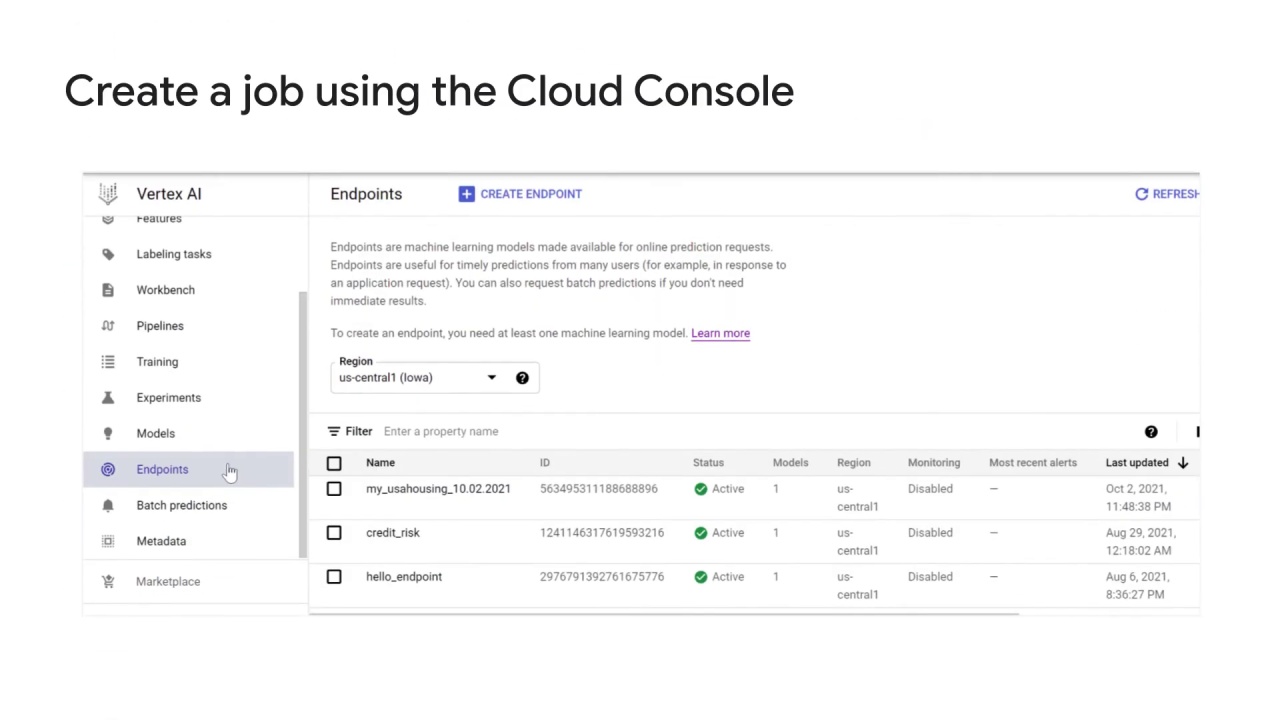 Create a job using the Cloud Console
Vertex AI
Features
Labeling tasks
Workbench
Pipelines
Training
Experiments
Models
Endpoints
Batch predictions
Metadata
Marketplace
Endpoints
CREATE ENDPOINT
REFRESH
Endpoints are machine learning models made available for online prediction requests.
Endpoints are useful for timely predictions from many users (for example, in response to
an application request). You can also request batch predictions if you don't need
immediate results.
To create an endpoint, you need at least one machine learning model. Learn more
Region
us-central1 (Iowa)
Filter Enter a property name
Name ID Status Models Region Monitoring Most recent alerts Last updated
my_usahousing_10.02.2021 563495311188688896 Active 1 us- Disabled — Oct 2, 2021,
central1 11:48:38 PM
credit_risk 1241146317619593216 Active 1 us- Disabled — Aug 29, 2021,
central1 12:18:02 AM
hello_endpoint 2976791392761675776 Active 1 us- Disabled — Aug 6, 2021,
central1 8:36:27 PM